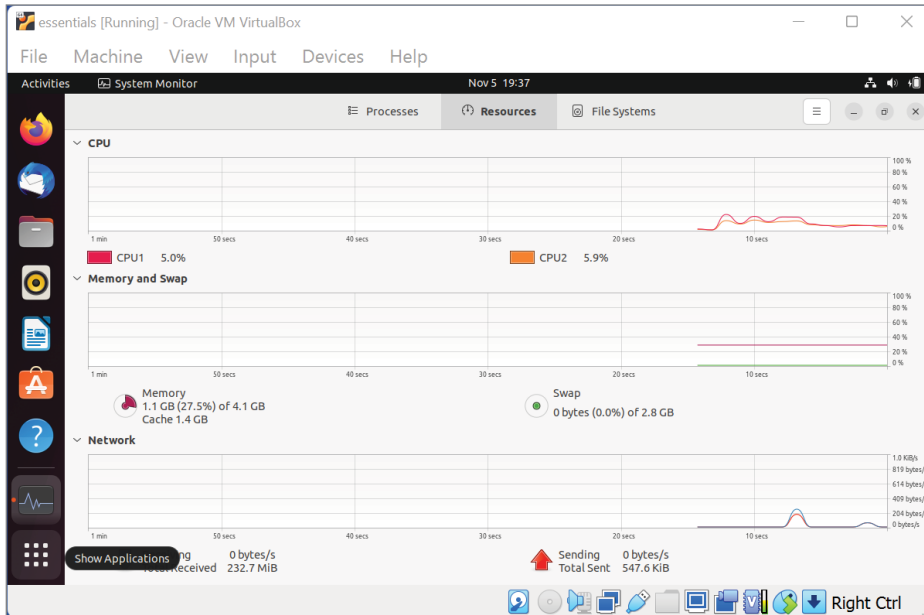 essentials [Running] - Oracle VM VirtualBox
File Machine View Input Devices Help
Activities System Monitor Nov 5 19:37
Processes Resources File Systems
CPU
100 %
80 %
60 %
40 %
20 %
0 %
1 min 50 secs 40 secs 30 secs 20 secs 10 secs
CPU1 5.0% CPU2 5.9%
Memory and Swap
100 %
80 %
60 %
40 %
20 %
0 %
1 min 50 secs 40 secs 30 secs 20 secs 10 secs
Memory Swap
1.1 GB (27.5%) of 4.1 GB 0 bytes (0.0%) of 2.8 GB
Cache 1.4 GB
Network
1.0 KiB/s
819 bytes/
614 bytes/
409 bytes/
204 bytes/
0 bytes/s
1 min 50 secs 40 secs 30 secs 20 secs 10 secs
Show Applications ng 0 bytes/s Sending 0 bytes/s
Total Received 232.7 MiB Total Sent 547.6 KiB
Right Ctrl